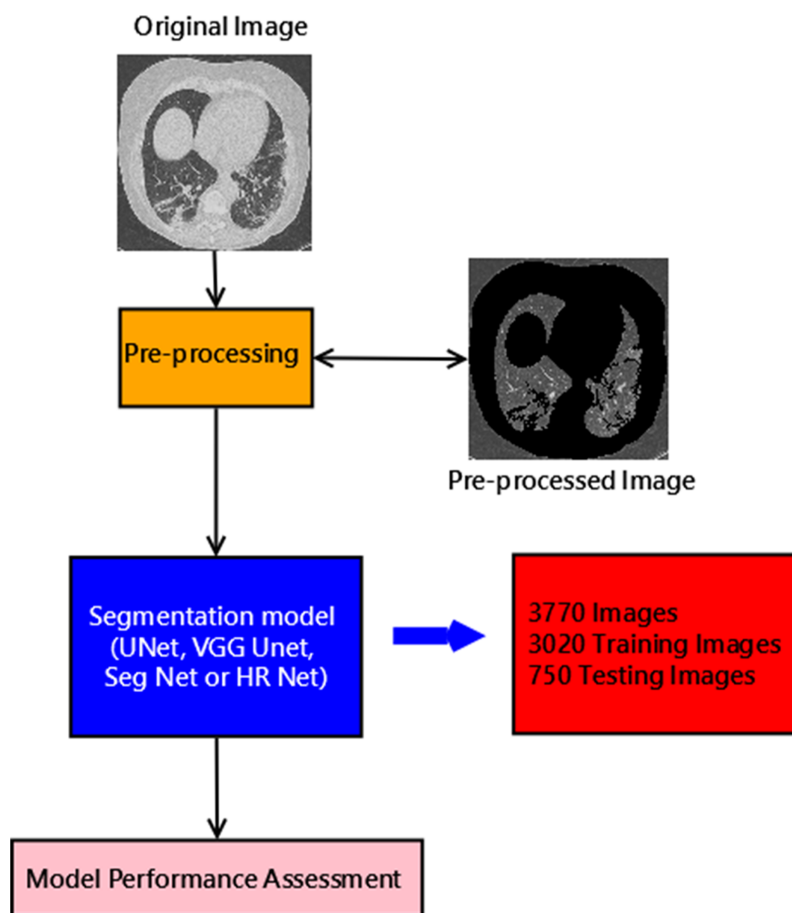 Original Image
Pre-processing
Pre-processed Image
Segmentation model
(UNet, VGG Unet,
Seg Net or HR Net)
3770 Images
3020 Training Images
750 Testing Images
Model Performance Assessment